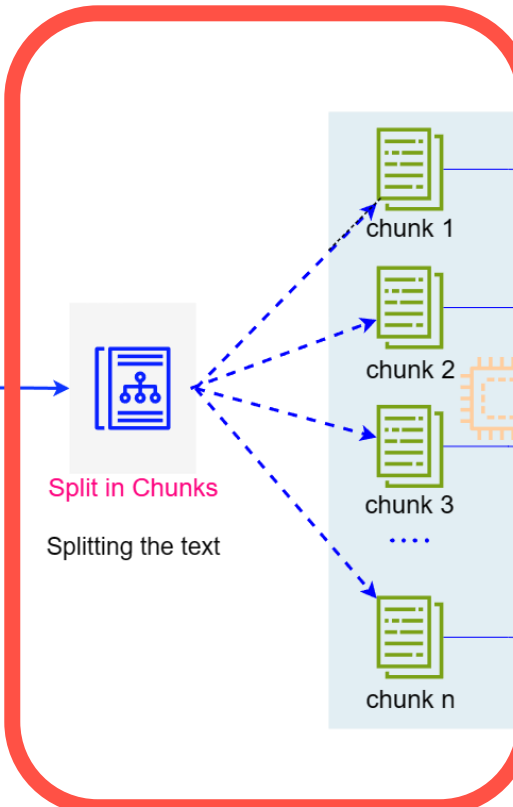 chunk 1
chunk 2
Split in Chunks
chunk 3
Splitting the text
....
chunk n